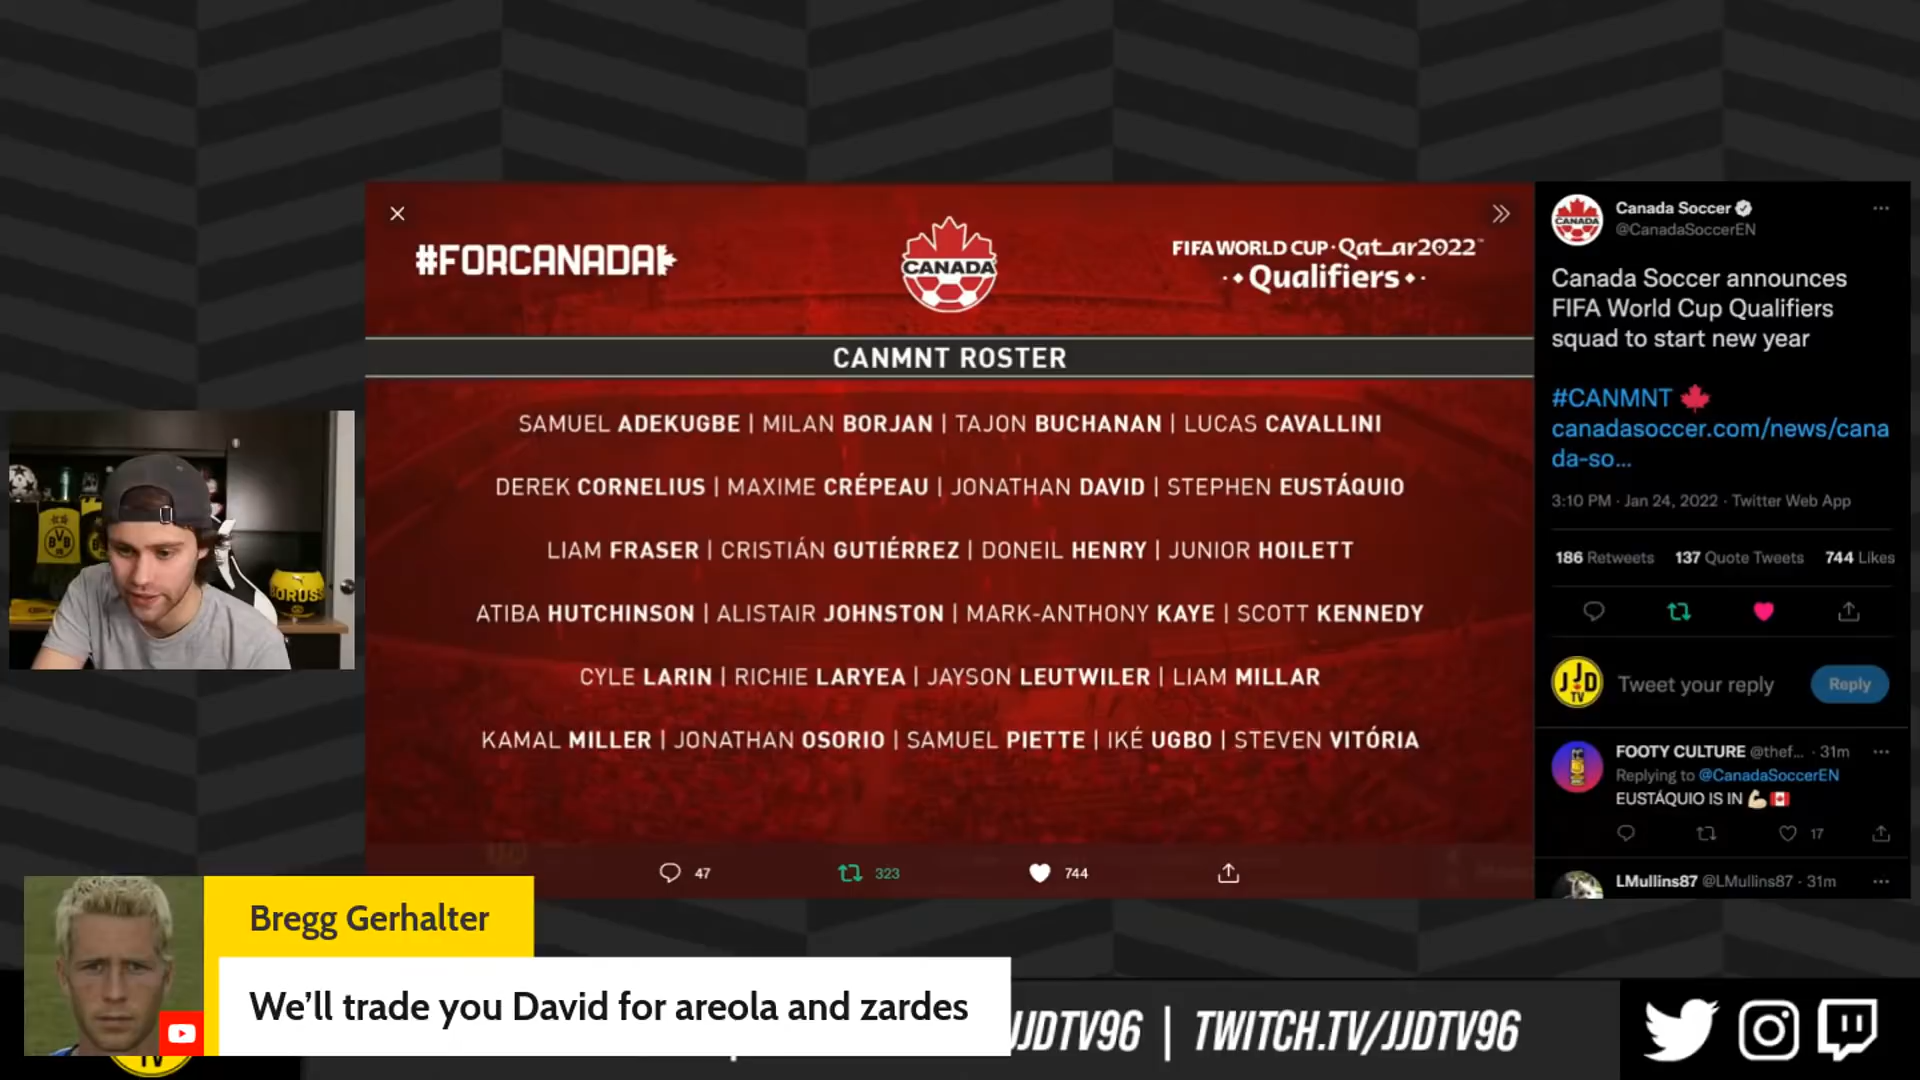 #FORCANADA
CANADA
FIFA WORLD CUP · Qatar2022™
Qualifiers
CANMNT ROSTER
SAMUEL ADEKUGBE | MILAN BORJAN | TAJON BUCHANAN | LUCAS CAVALLINI
DEREK CORNELIUS | MAXIME CRÉPEAU | JONATHAN DAVID | STEPHEN EUSTÁQUIO
LIAM FRASER | CRISTIÁN GUTIÉRREZ | DONEIL HENRY | JUNIOR HOILETT
ATIBA HUTCHINSON | ALISTAIR JOHNSTON | MARK-ANTHONY KAYE | SCOTT KENNEDY
CYLE LARIN | RICHIE LARYEA | JAYSON LEUTWILER | LIAM MILLAR
KAMAL MILLER | JONATHAN OSORIO | SAMUEL PIETTE | IKÉ UGBO | STEVEN VITÓRIA
47 323 744
CANADA
Canada Soccer
@CanadaSoccerEN
Canada Soccer announces
FIFA World Cup Qualifiers
squad to start new year
#CANMNT
canadasoccer.com/news/cana
da-so...
3:10 PM · Jan 24, 2022 · Twitter Web App
186 Retweets 137 Quote Tweets 744 Likes
JJD
TV
Tweet your reply
Reply
FOOTY CULTURE @thef... · 31m
Replying to @CanadaSoccerEN
EUSTÁQUIO IS IN 💪🇨🇦
17
LMullins87 @LMullins87 · 31m
BVB
BORUSS
Bregg Gerhalter
We'll trade you David for areola and zardes
TV
/JJDTV96 | TWITCH.TV/JJDTV96